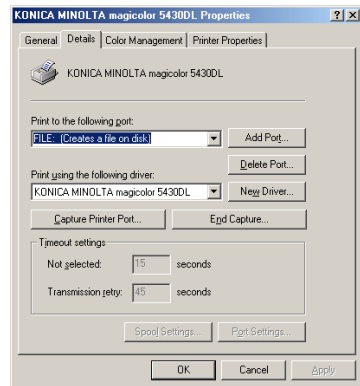 KONICA MINOLTA magicolor 5430DL Properties
General Details Color Management Printer Properties
KONICA MINOLTA magicolor 5430DL
Print to the following port:
FILE: (Creates a file on disk) Add Port...
Delete Port...
Print using the following driver:
KONICA MINOLTA magicolor 5430DL New Driver...
Capture Printer Port... End Capture...
Timeout settings
Not selected: 15 seconds
Transmission retry: 45 seconds
Spool Settings... Port Settings...
OK Cancel Apply